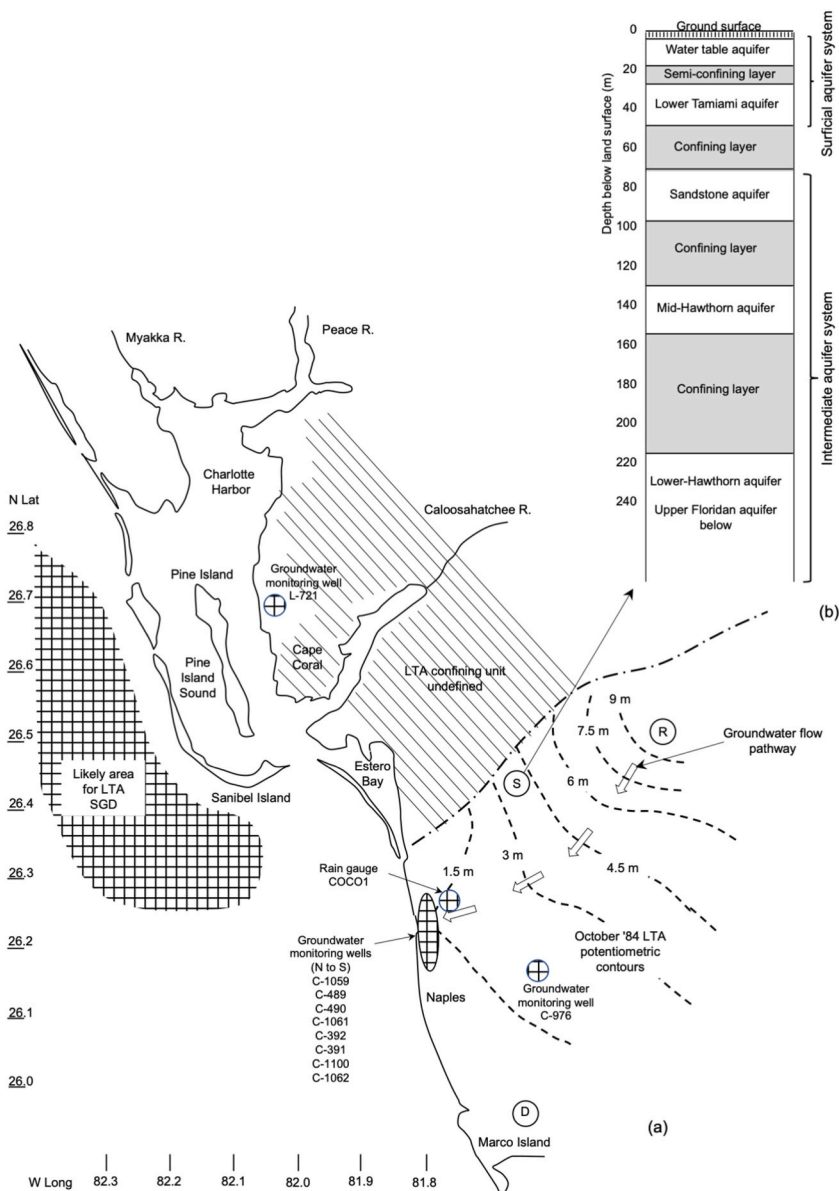 0
Ground surface
Water table aquifer
20
Semi-confining layer
40
Lower Tamiami aquifer
60
Confining layer
80
Sandstone aquifer
100
Confining layer
120
140
Mid-Hawthorn aquifer
160
180
Confining layer
200
220
Lower-Hawthorn aquifer
240
Upper Floridan aquifer
below
Depth below land surface (m)
Surficial aquifer system
Intermediate aquifer system
(b)
Myakka R.
Peace R.
Charlotte
Harbor
Caloosahatchee R.
N Lat
26.8
26.7
26.6
26.5
26.4
26.3
26.2
26.1
26.0
Pine Island
Groundwater
monitoring well
L-721
Cape
Coral
Pine
Island
Sound
LTA confining unit
undefined
Likely area
for LTA
SGD
Sanibel Island
Estero
Bay
9 m
R
7.5 m
Groundwater flow
pathway
S
6 m
4.5 m
3 m
1.5 m
Rain gauge
COCO1
Groundwater
monitoring wells
(N to S)
C-1059
C-489
C-490
C-1061
C-392
C-391
C-1100
C-1062
October '84 LTA
potentiometric
contours
Groundwater
monitoring well
C-976
Naples
D
(a)
Marco Island
W Long
82.3
82.2
82.1
82.0
81.9
81.8